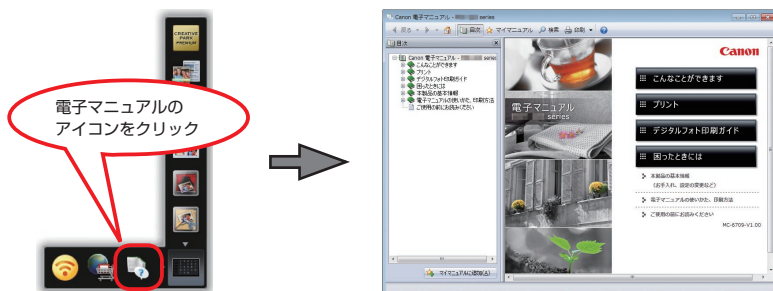 CREATIVE
PARK
PREMIUM
電子マニュアルの
アイコンをクリック
Canon 電子マニュアル - series
戻る
目次
マイマニュアル
検索
印刷
目次
Canon 電子マニュアル - series
こんなことができます
プリント
デジタルフォト印刷ガイド
困ったときには
本製品の基本情報
電子マニュアルの使いかた、印刷方法
ご使用の前にお読みください
マイマニュアルに追加(A)
電子マニュアル
series
Canon
こんなことができます
プリント
デジタルフォト印刷ガイド
困ったときには
本製品の基本情報
(お手入れ、設定の変更など)
電子マニュアルの使いかた、印刷方法
ご使用の前にお読みください
MC-6709-V1.00